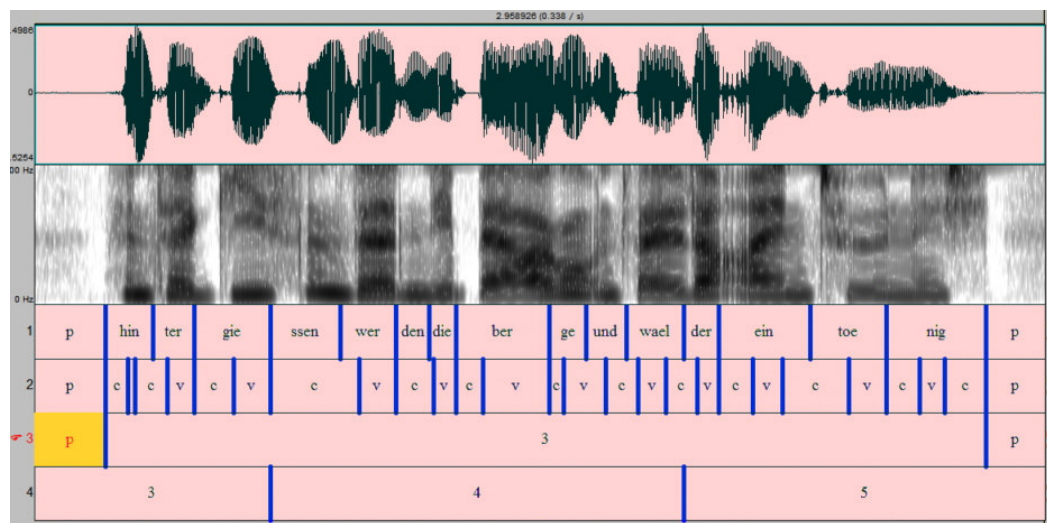 2.958926 (0.338 / s)
.4986
0
.5254
00 Hz
0 Hz
1 p hin ter gie ssen wer den die ber ge und wael der ein toe nig p
2 p c c v c v c v c v c v c v c v c v c v c v c v c p
3 p 3 p
4 3 4 5